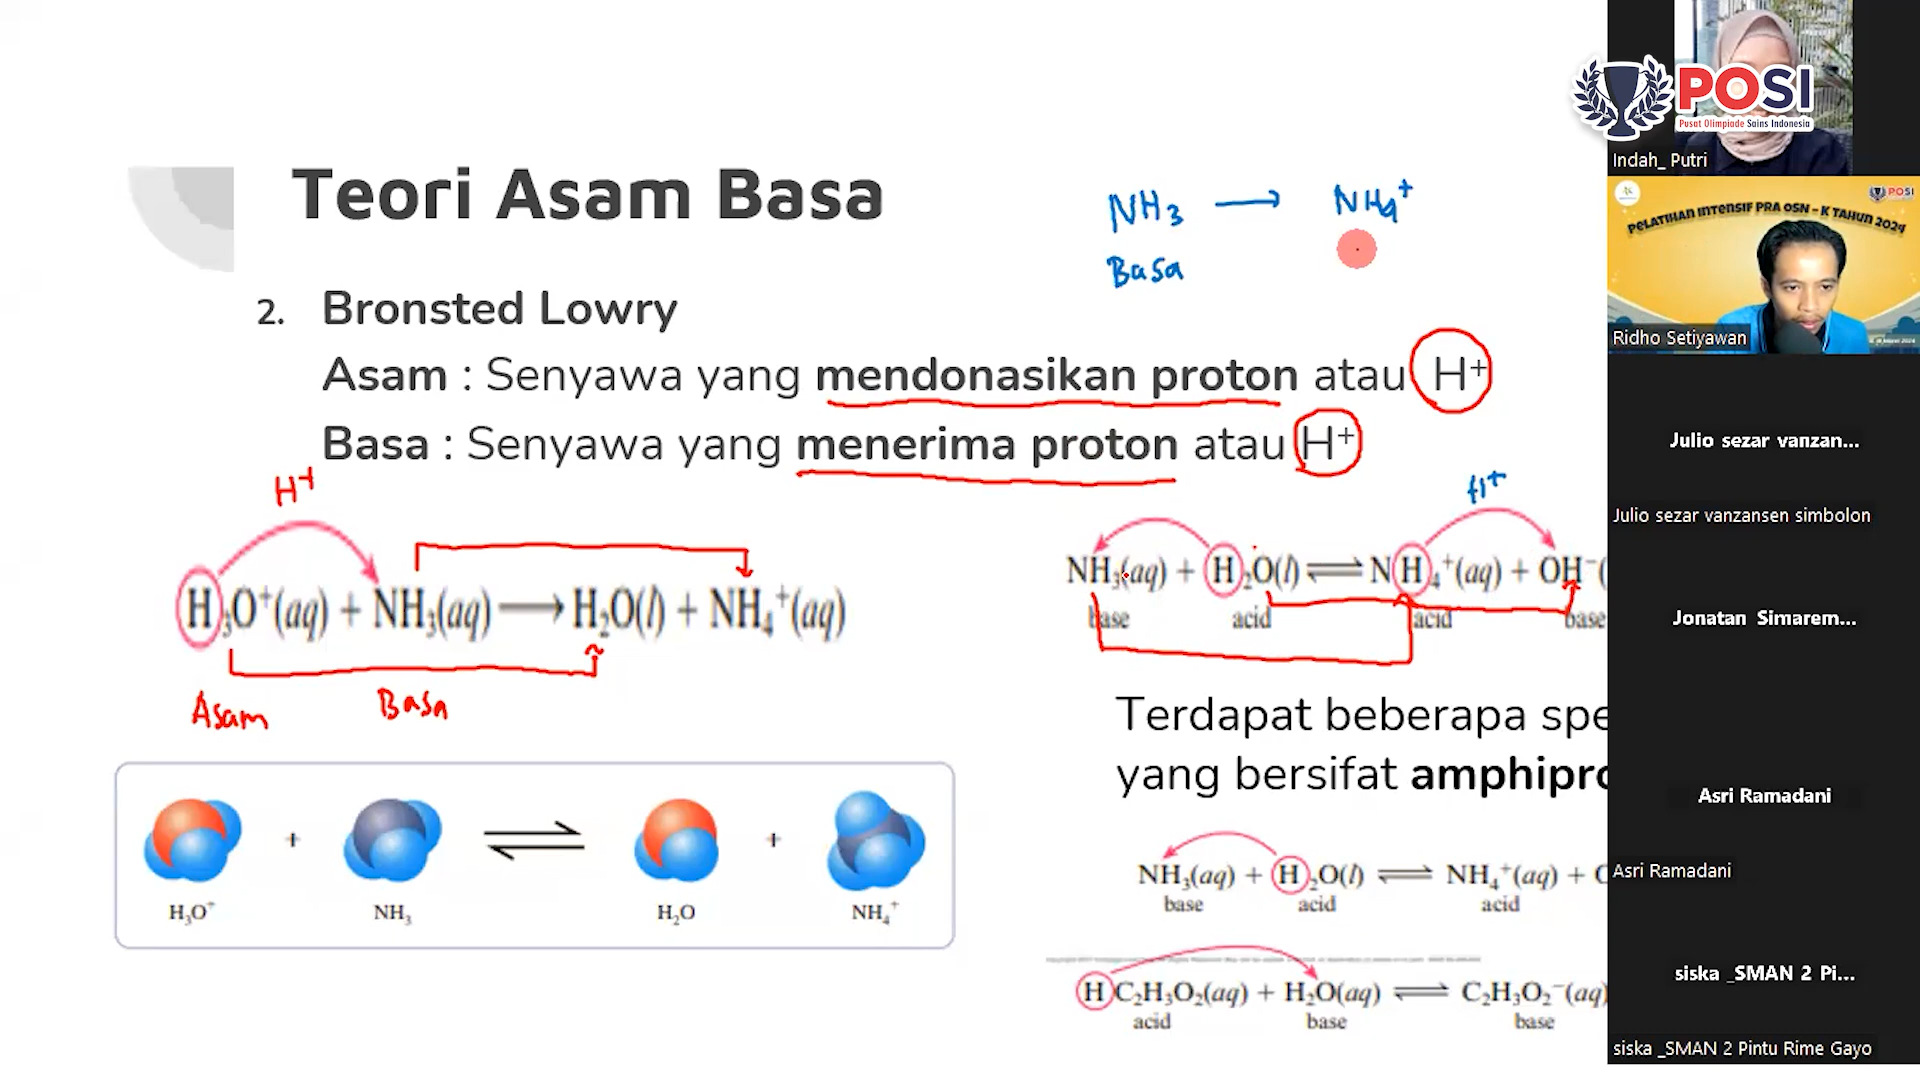 Teori Asam Basa
NH₃ → NH₄⁺
Basa
2. Bronsted Lowry
Asam : Senyawa yang mendonasikan proton atau H⁺
Basa : Senyawa yang menerima proton atau H⁺
H⁺
H₃O⁺(aq) + NH₃(aq) ⟶ H₂O(l) + NH₄⁺(aq)
Asam Basa
H₃O⁺ + NH₃ ⇌ H₂O + NH₄⁺
H⁺
NH₃(aq) + H₂O(l) ⇌ NH₄⁺(aq) + OH⁻(
base acid acid base
Terdapat beberapa spe
yang bersifat amphipro
NH₃(aq) + H₂O(l) ⇌ NH₄⁺(aq) +
base acid acid
HC₂H₃O₂(aq) + H₂O(aq) ⇌ C₂H₃O₂⁻(aq)
acid base base
POSI
Pusat Olimpiade Sains Indonesia
Indah_ Putri
POSI
PELATIHAN INTENSIF PRA OSN - K TAHUN 2024
Ridho Setiyawan
Julio sezar vanzan...
Julio sezar vanzansen simbolon
Jonatan Simarem...
Asri Ramadani
Asri Ramadani
siska _SMAN 2 Pi...
siska _SMAN 2 Pintu Rime Gayo